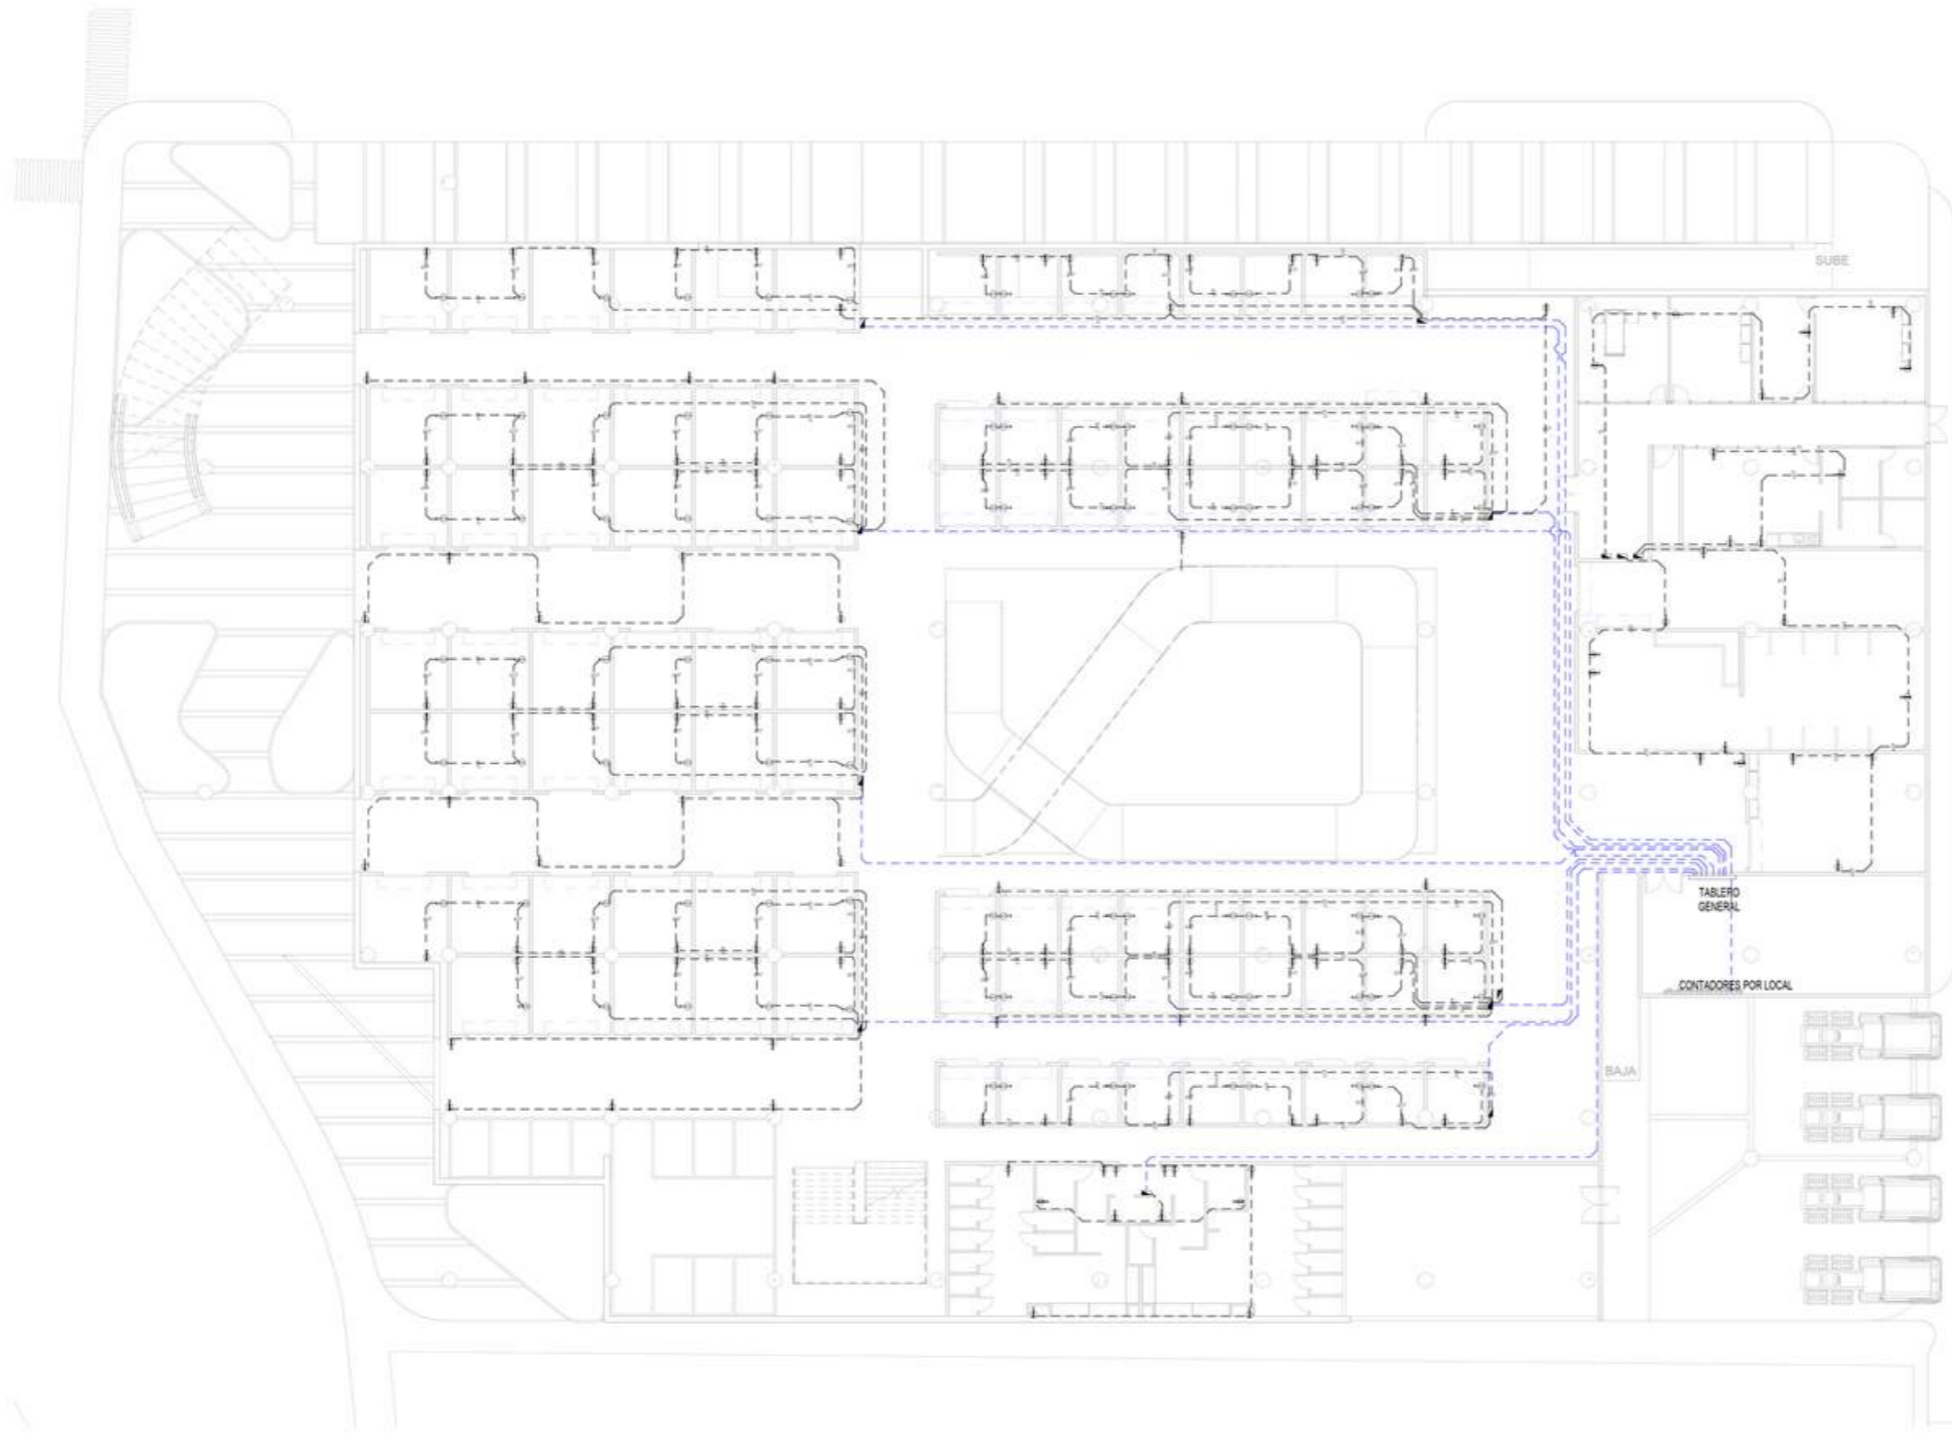 SUBE
TABLERO
GENERAL
CONTADORES POR LOCAL
BAJA